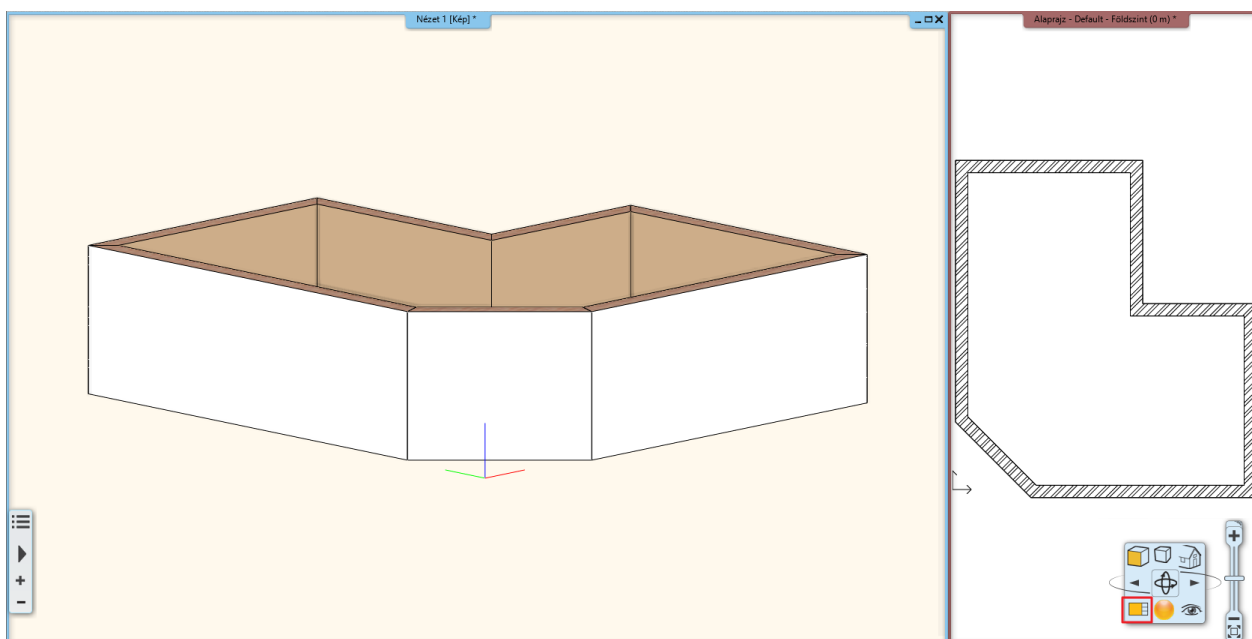 Nézet 1 [Kép] *
Alaprajz - Default - Földszint (0 m) *